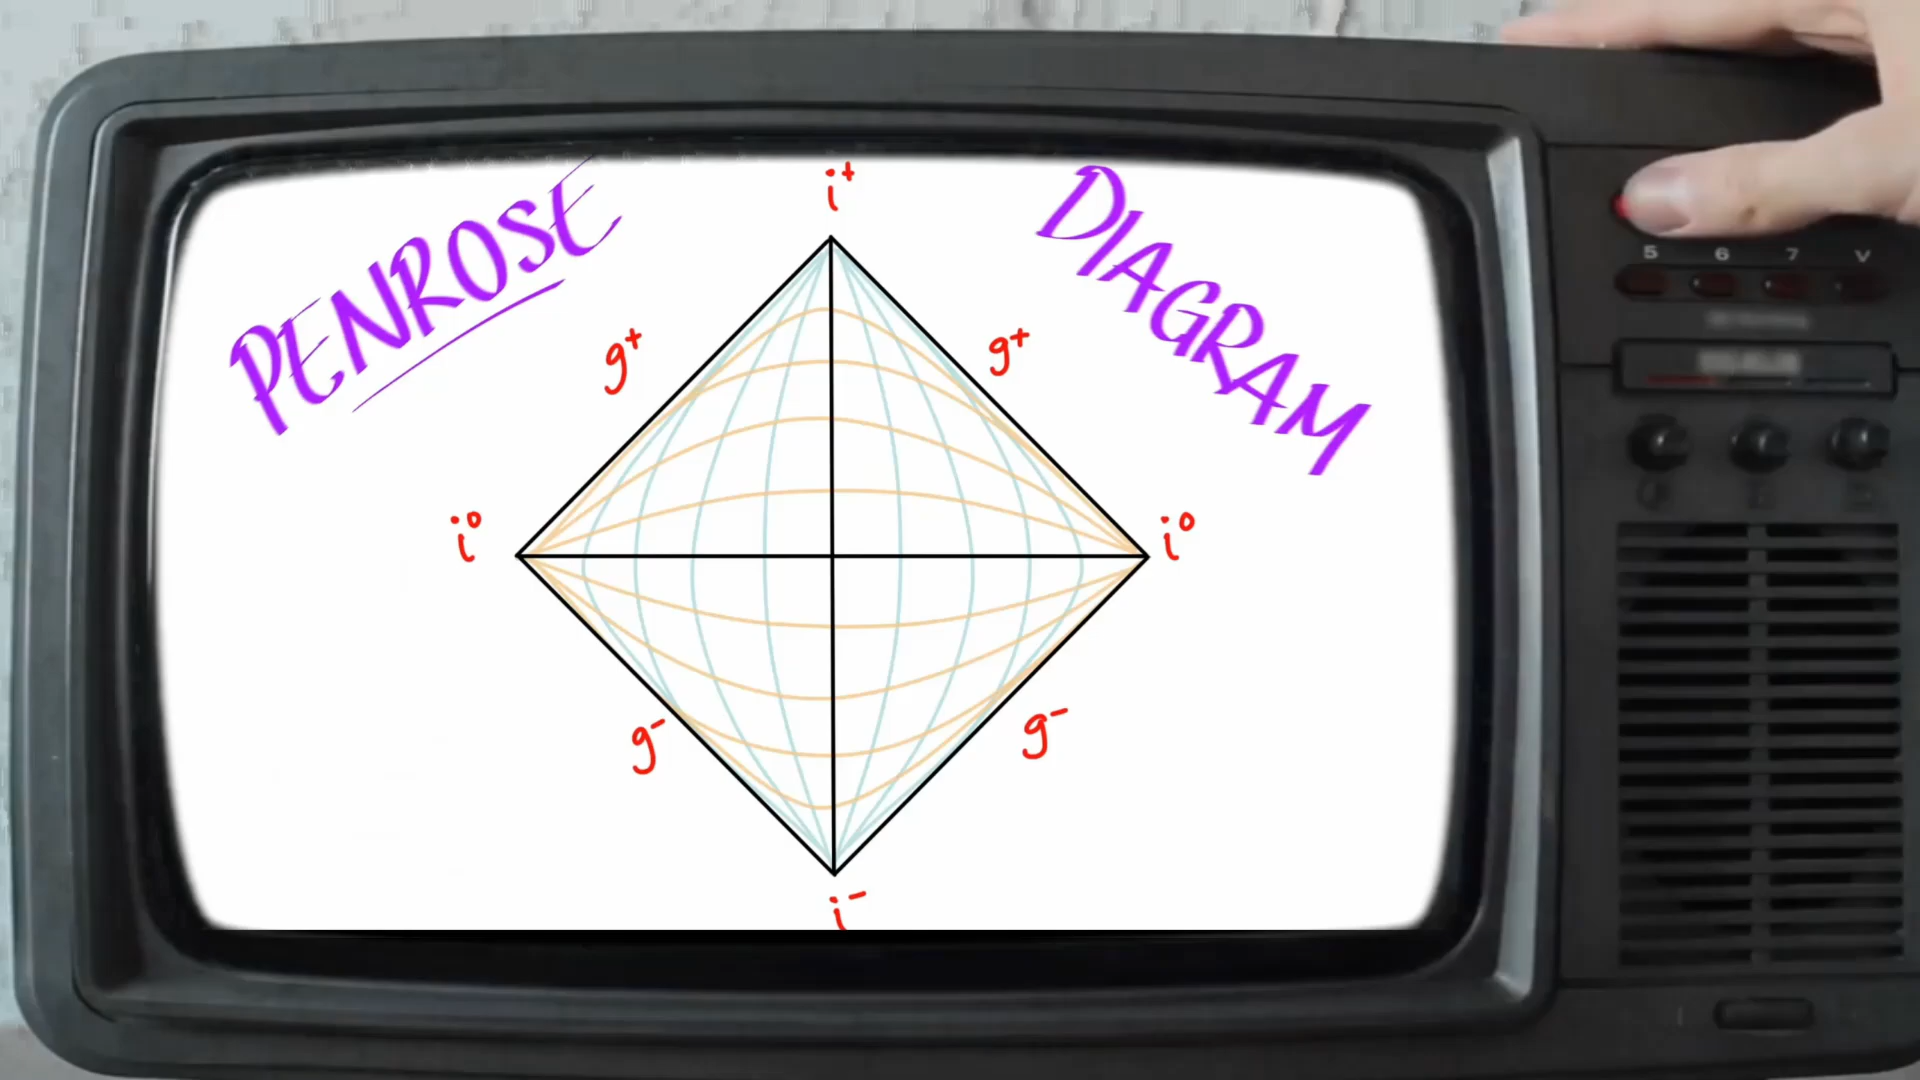 PENROSE
DIAGRAM
i⁺
g⁺
g⁺
i⁰
i⁰
g⁻
g⁻
i⁻
5 6 7 V